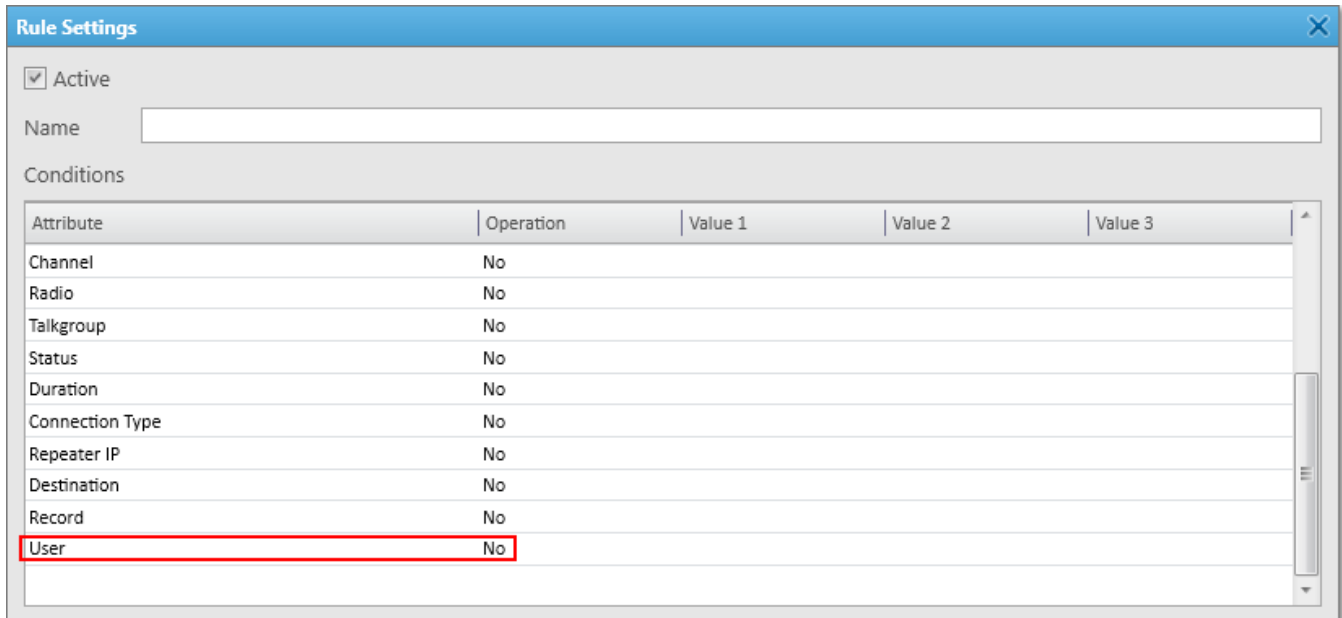 Rule Settings
Active
Name
Conditions
Attribute Operation Value 1 Value 2 Value 3
Channel No
Radio No
Talkgroup No
Status No
Duration No
Connection Type No
Repeater IP No
Destination No
Record No
User No